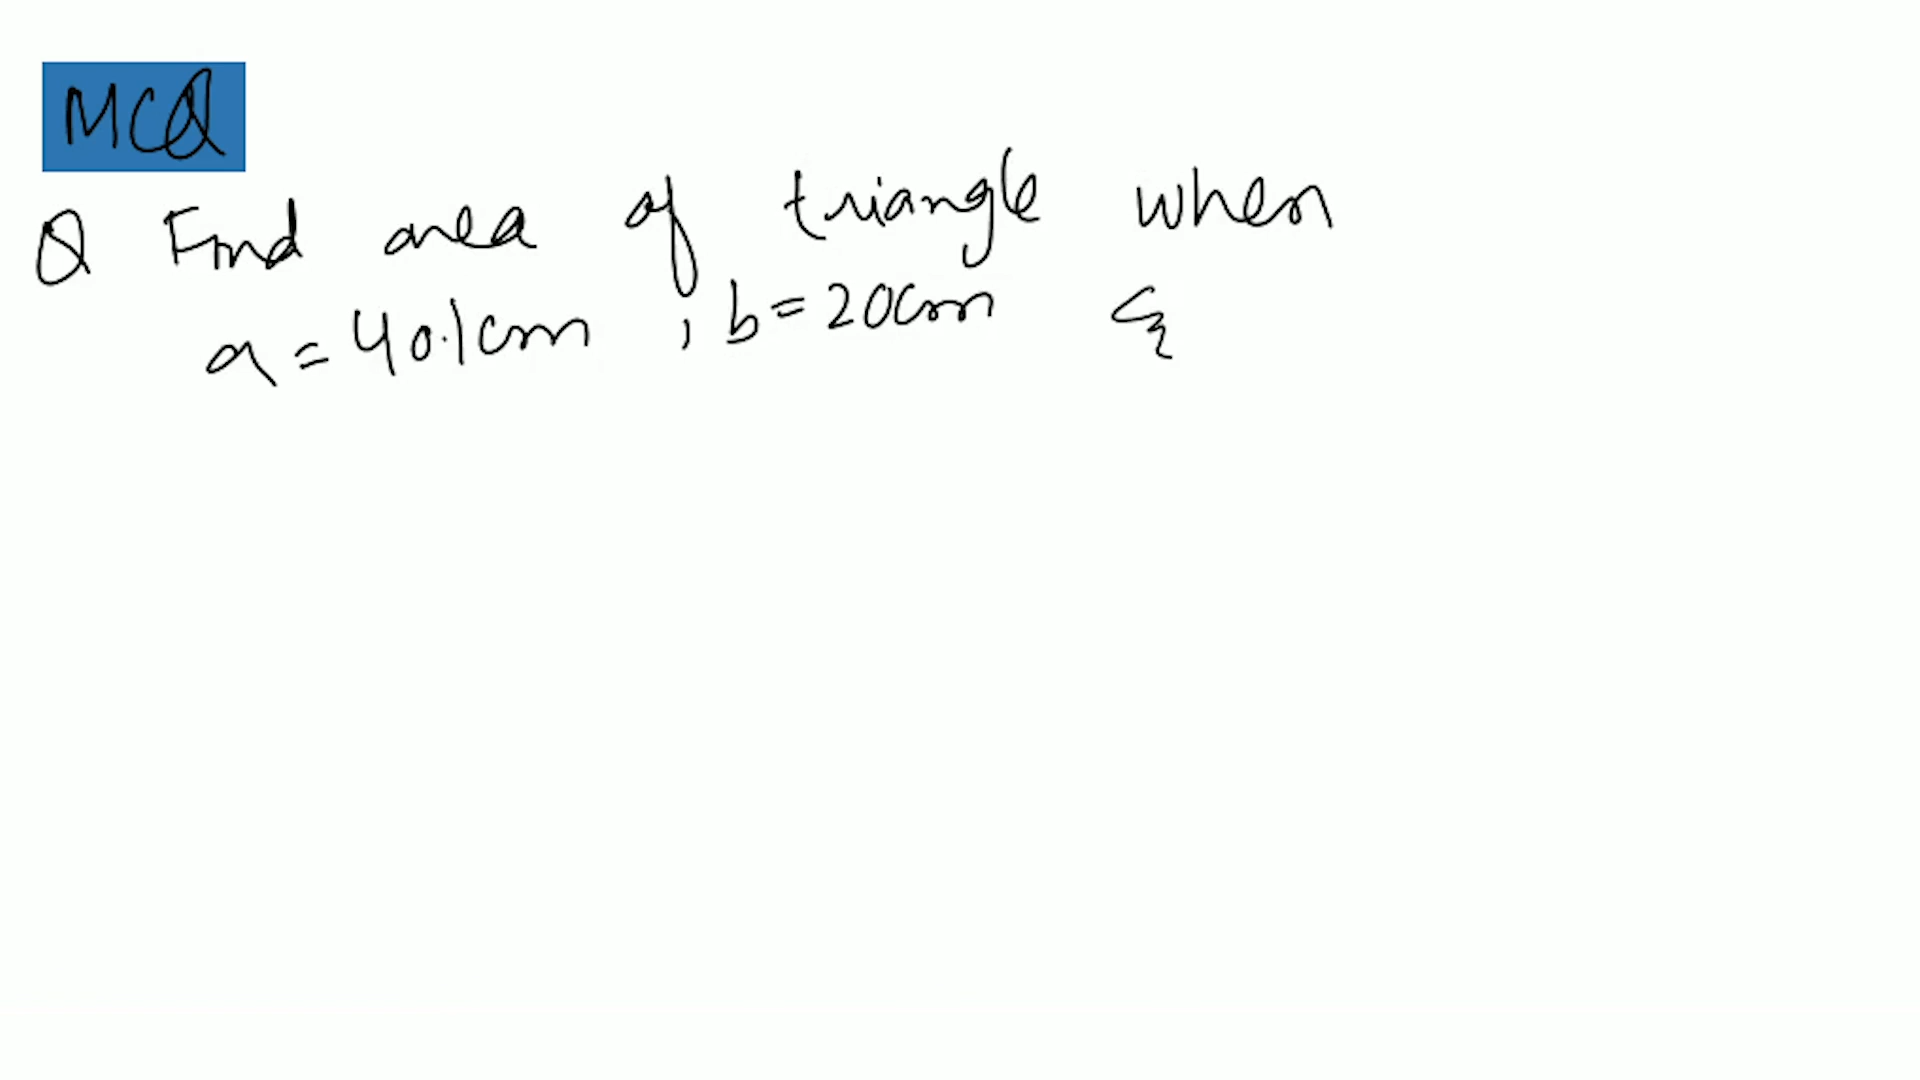 MCQ
Q Find area of triangle when
a = 40.1cm , b = 20cm